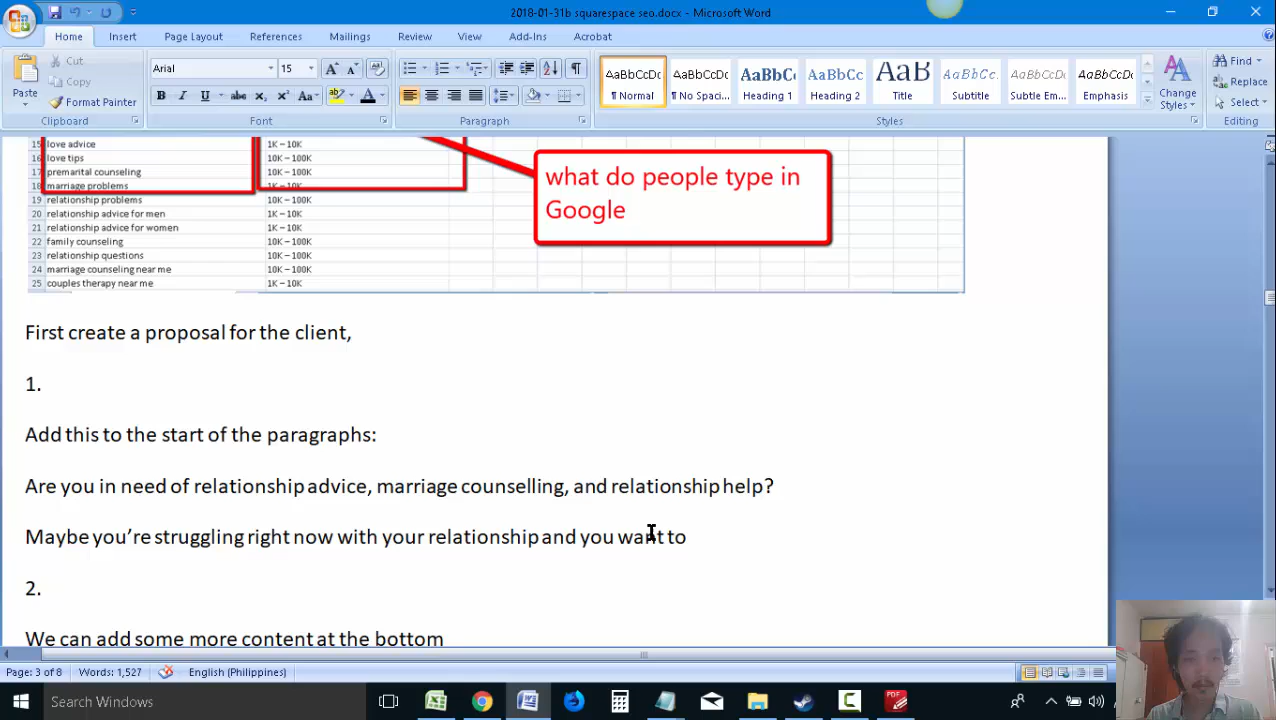 2018-01-31b squarespace seo.docx - Microsoft Word
Home Insert Page Layout References Mailings Review View Add-Ins Acrobat
Paste
Cut
Copy
Format Painter
Clipboard
Arial 15
Font
Paragraph
AaBbCcDc AaBbCcDc AaBbC AaBbCc AaB AaBbCc. AaBbCcD AaBbCcD
¶ Normal ¶ No Spaci... Heading 1 Heading 2 Title Subtitle Subtle Em... Emphasis
Change Styles
Styles
Find
Replace
Select
Editing
15 love advice 1K – 10K
16 love tips 10K – 100K
17 premarital counseling 10K – 100K
18 marriage problems 1K – 10K
19 relationship problems 10K – 100K
20 relationship advice for men 1K – 10K
21 relationship advice for women 1K – 10K
22 family counseling 10K – 100K
23 relationship questions 10K – 100K
24 marriage counseling near me 10K – 100K
25 couples therapy near me 1K – 10K
what do people type in
Google
First create a proposal for the client,
1.
Add this to the start of the paragraphs:
Are you in need of relationship advice, marriage counselling, and relationship help?
Maybe you’re struggling right now with your relationship and you want to
2.
We can add some more content at the bottom
Page: 3 of 8 Words: 1,527 English (Philippines)
Search Windows